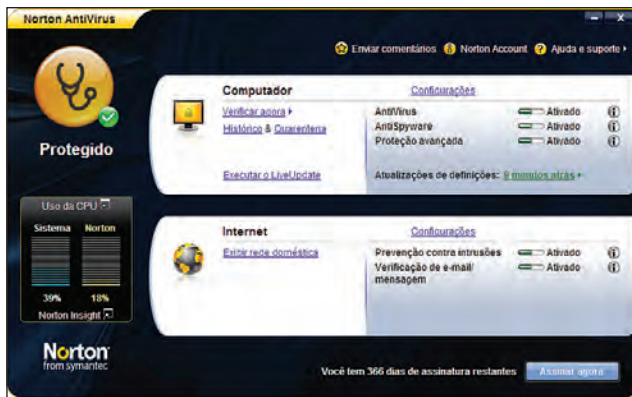 Norton AntiVirus
Enviar comentários Norton Account Ajuda e suporte
Protegido
Computador
Configurações
Verificar agora
Histórico & Quarentena
Executar o LiveUpdate
AntiVirus Ativado
AntiSpyware Ativado
Proteção avançada Ativado
Atualizações de definições: 9 minutos atrás
Uso da CPU
Sistema Norton
39% 18%
Norton Insight
Internet
Configurações
Exibir rede doméstica
Prevenção contra intrusões Ativado
Verificação de e-mail/ Ativado
mensagem
Norton
from symantec
Você tem 366 dias de assinatura restantes
Assinar agora